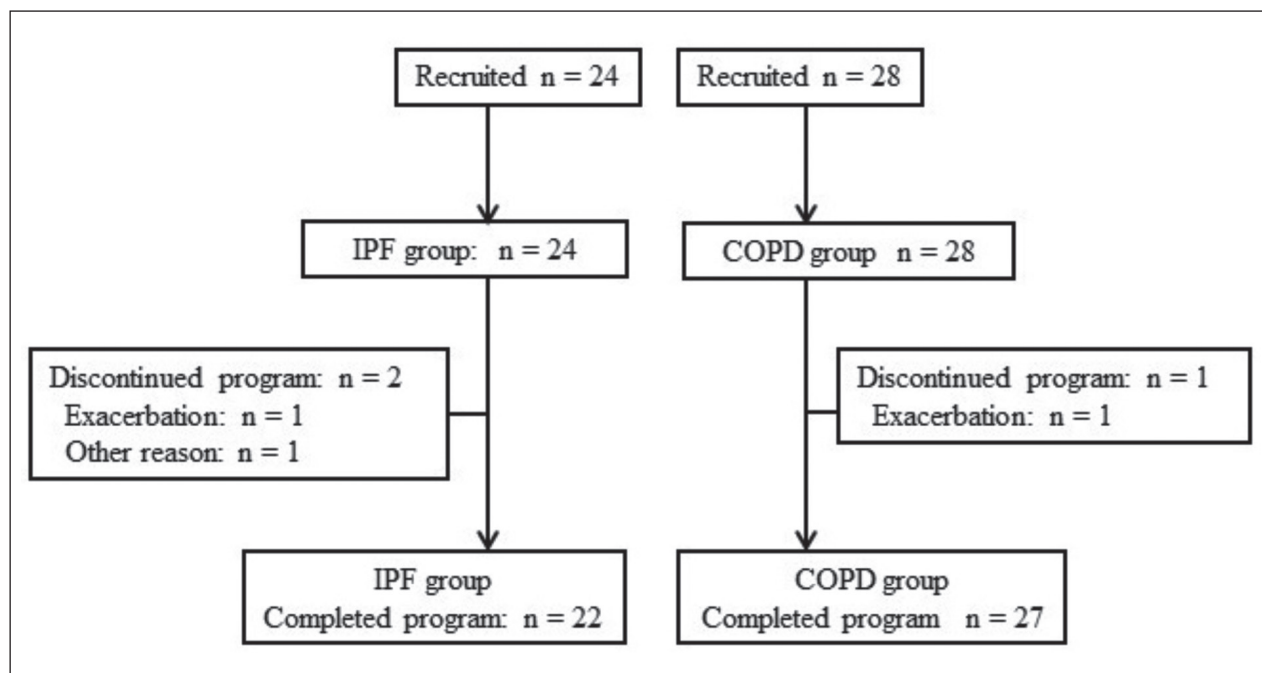 Recruited n = 24
Recruited n = 28
IPF group: n = 24
COPD group n = 28
Discontinued program: n = 2
Exacerbation: n = 1
Other reason: n = 1
Discontinued program: n = 1
Exacerbation: n = 1
IPF group
Completed program: n = 22
COPD group
Completed program n = 27